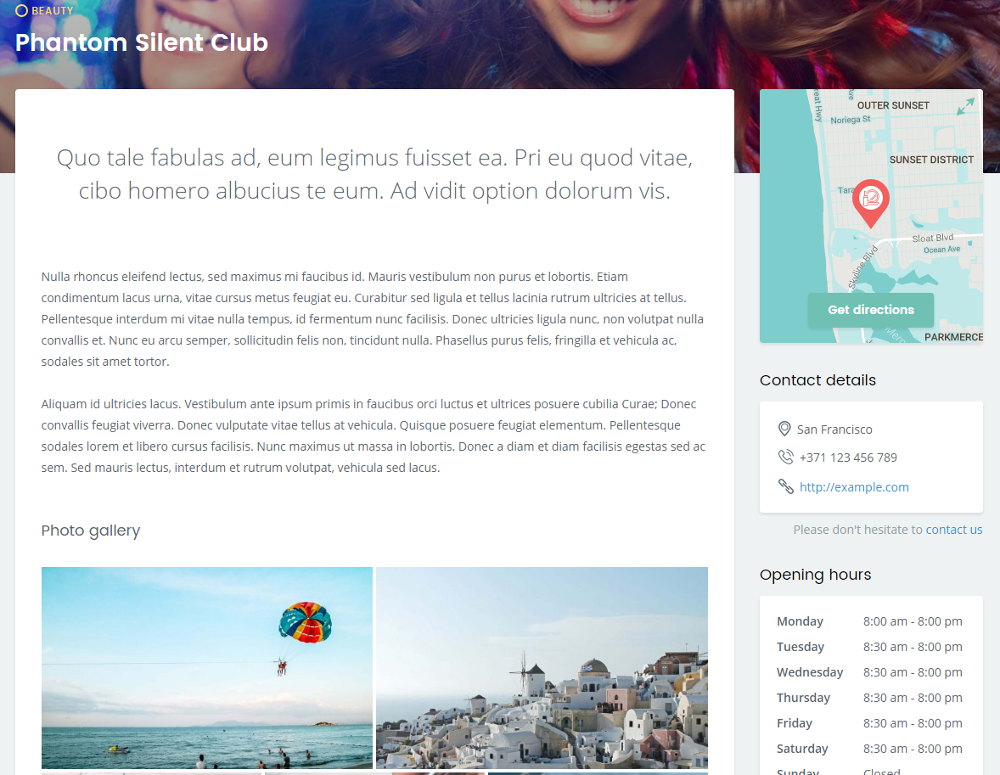 BEAUTY
Phantom Silent Club
Quo tale fabulas ad, eum legimus fuisset ea. Pri eu quod vitae,
cibo homero albucius te eum. Ad vidit option dolorum vis.
Nulla rhoncus eleifend lectus, sed maximus mi faucibus id. Mauris vestibulum non purus et lobortis. Etiam
condimentum lacus urna, vitae cursus metus feugiat eu. Curabitur sed ligula et tellus lacinia rutrum ultricies at tellus.
Pellentesque interdum mi vitae nulla tempus, id fermentum nunc facilisis. Donec ultricies ligula nunc, non volutpat nulla
convallis et. Nunc eu arcu semper, sollicitudin felis non, tincidunt nulla. Phasellus purus felis, fringilla et vehicula ac,
sodales sit amet tortor.
Aliquam id ultricies lacus. Vestibulum ante ipsum primis in faucibus orci luctus et ultrices posuere cubilia Curae; Donec
convallis feugiat viverra. Donec vulputate vitae tellus at vehicula. Quisque posuere feugiat elementum. Pellentesque
sodales lorem et libero cursus facilisis. Nunc maximus ut massa in lobortis. Donec a diam et diam facilisis egestas sed ac
sem. Sed mauris lectus, interdum et rutrum volutpat, vehicula sed lacus.
Photo gallery
OUTER SUNSET
Noriega St
SUNSET DISTRICT
Tara
Sloat Blvd
Ocean Ave
Skyline Blvd
Get directions
PARKMERCE
Contact details
San Francisco
+371 123 456 789
http://example.com
Please don't hesitate to contact us
Opening hours
Monday 8:00 am - 8:00 pm
Tuesday 8:30 am - 8:00 pm
Wednesday 8:30 am - 8:00 pm
Thursday 8:30 am - 8:00 pm
Friday 8:30 am - 8:00 pm
Saturday 8:30 am - 8:00 pm
Sunday Closed